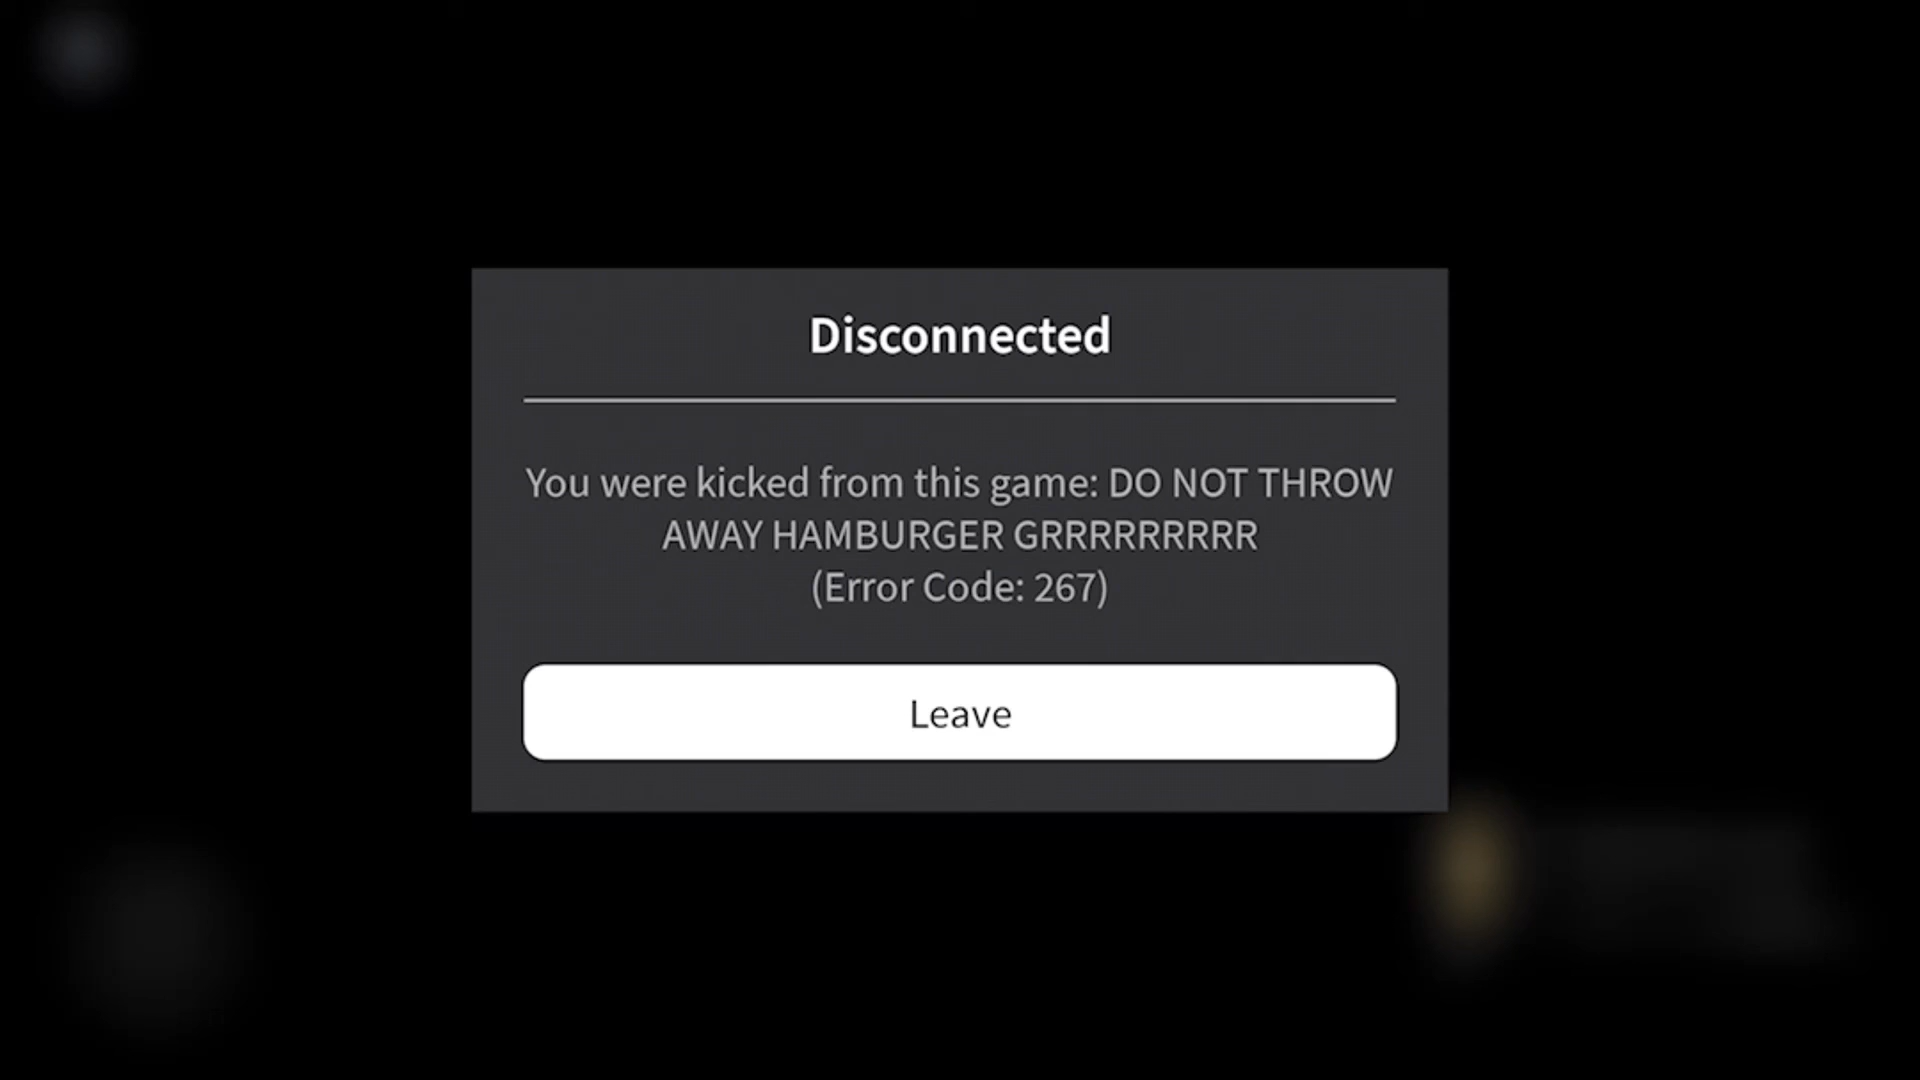 Disconnected
You were kicked from this game: DO NOT THROW
AWAY HAMBURGER GRRRRRRRRR
(Error Code: 267)
Leave